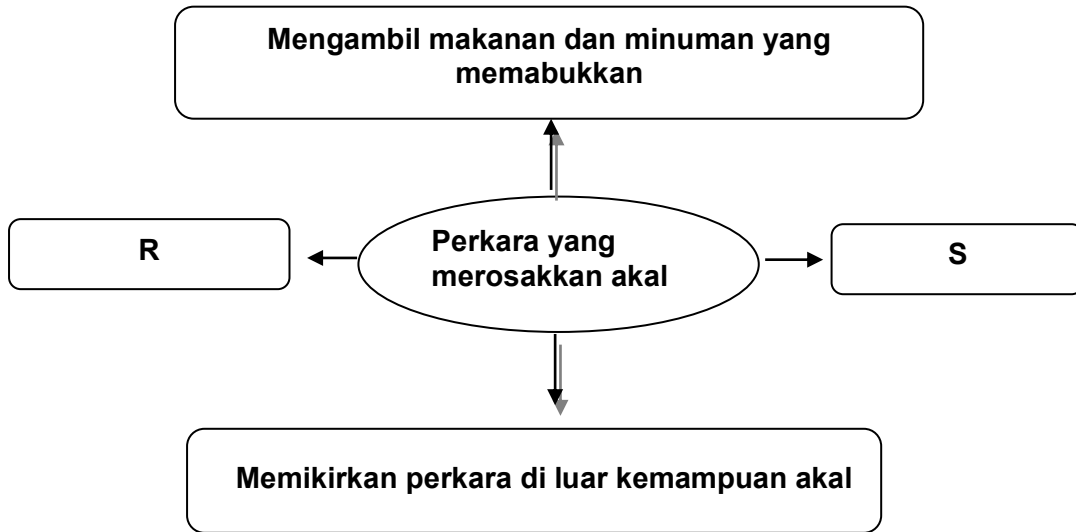 Mengambil makanan dan minuman yang
memabukkan
R
Perkara yang
merosakkan akal
S
Memikirkan perkara di luar kemampuan akal